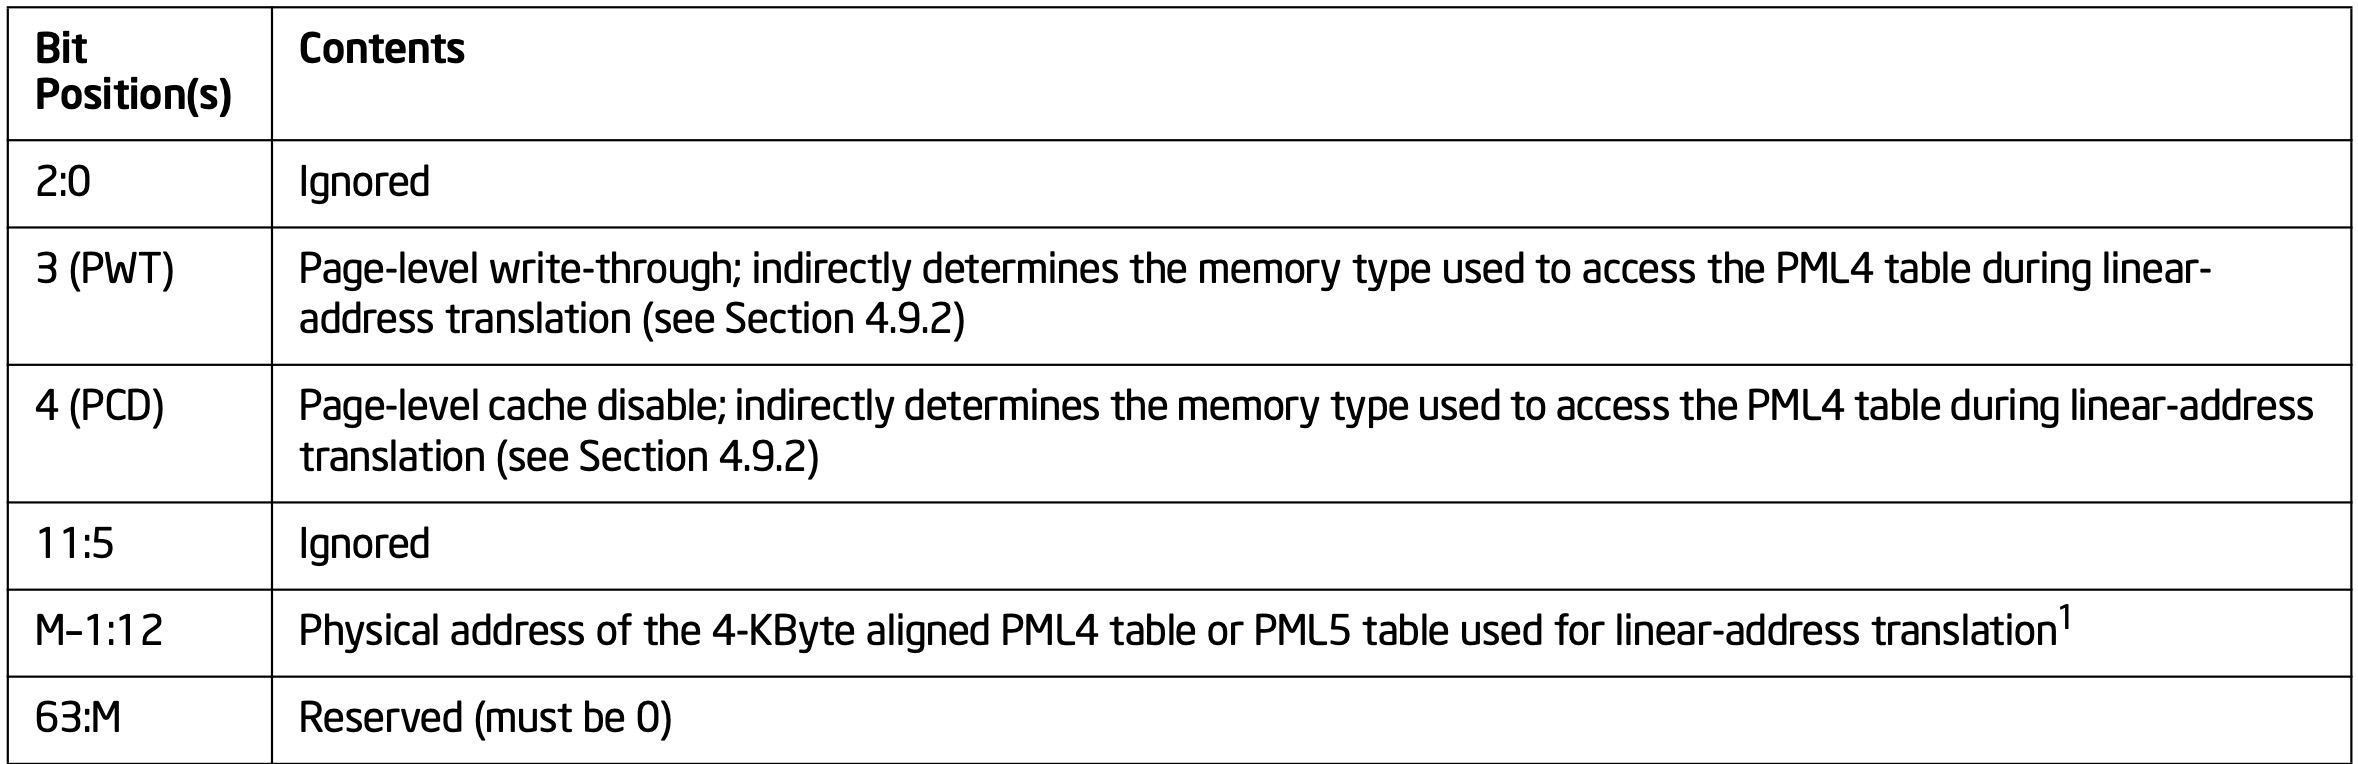 Bit
Position(s)
Contents
2:0
Ignored
3 (PWT)
Page-level write-through; indirectly determines the memory type used to access the PML4 table during linear-
address translation (see Section 4.9.2)
4 (PCD)
Page-level cache disable; indirectly determines the memory type used to access the PML4 table during linear-address
translation (see Section 4.9.2)
11:5
Ignored
M–1:12
Physical address of the 4-KByte aligned PML4 table or PML5 table used for linear-address translation1
63:M
Reserved (must be 0)